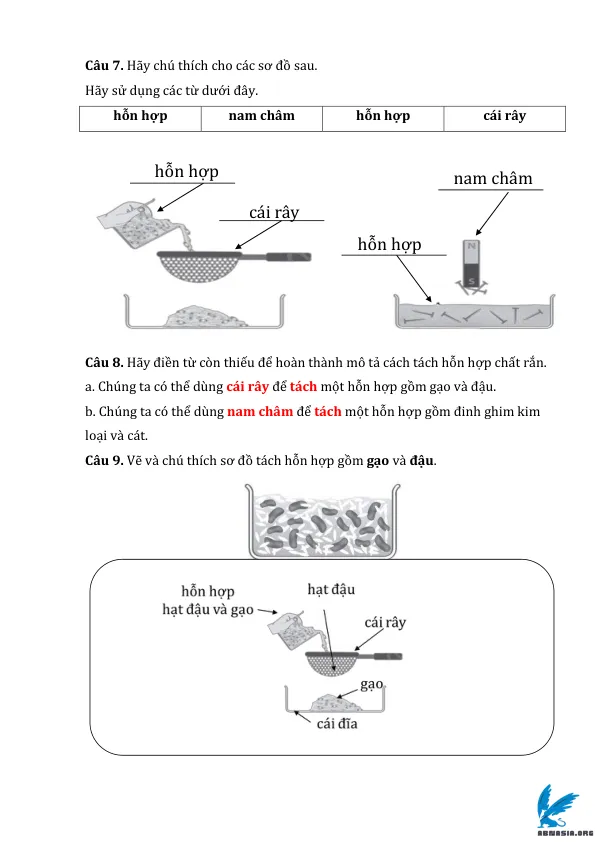 Câu 7. Hãy chú thích cho các sơ đồ sau.
Hãy sử dụng các từ dưới đây.
hỗn hợp nam châm hỗn hợp cái rây
hỗn hợp
cái rây
nam châm
hỗn hợp
N
S
Câu 8. Hãy điền từ còn thiếu để hoàn thành mô tả cách tách hỗn hợp chất rắn.
a. Chúng ta có thể dùng cái rây để tách một hỗn hợp gồm gạo và đậu.
b. Chúng ta có thể dùng nam châm để tách một hỗn hợp gồm đinh ghim kim
loại và cát.
Câu 9. Vẽ và chú thích sơ đồ tách hỗn hợp gồm gạo và đậu.
hỗn hợp
hạt đậu và gạo
hạt đậu
cái rây
gạo
cái đĩa
ABNASIA.ORG